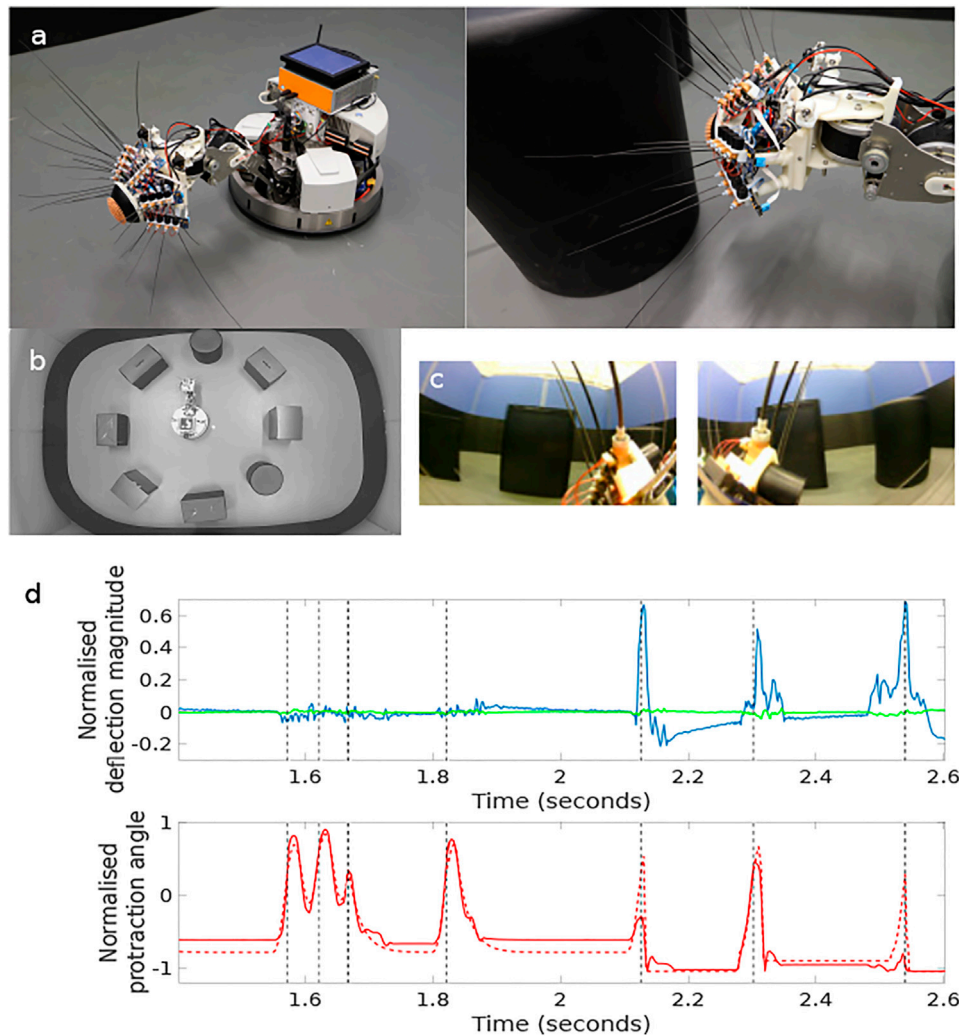 a
b
c
d
Normalised
deflection magnitude
0.6
0.4
0.2
0
-0.2
1.6
1.8
2
2.2
2.4
2.6
Time (seconds)
Normalised
protraction angle
1
0
-1
1.6
1.8
2
2.2
2.4
2.6
Time (seconds)